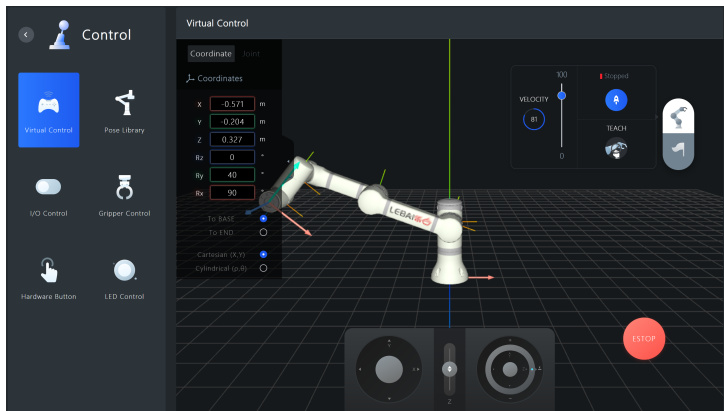 Control
Virtual Control
Pose Library
I/O Control
Gripper Control
Hardware Button
LED Control
Virtual Control
Coordinate Joint
Coordinates
X -0.571 m
Y -0.204 m
Z 0.327 m
Rz 0 °
Ry 40 °
Rx 90 °
To BASE
To END
Cartesian (X,Y)
Cylindrical (ρ,θ)
LEBAI
VELOCITY
81
100
0
Stopped
TEACH
Z
ESTOP